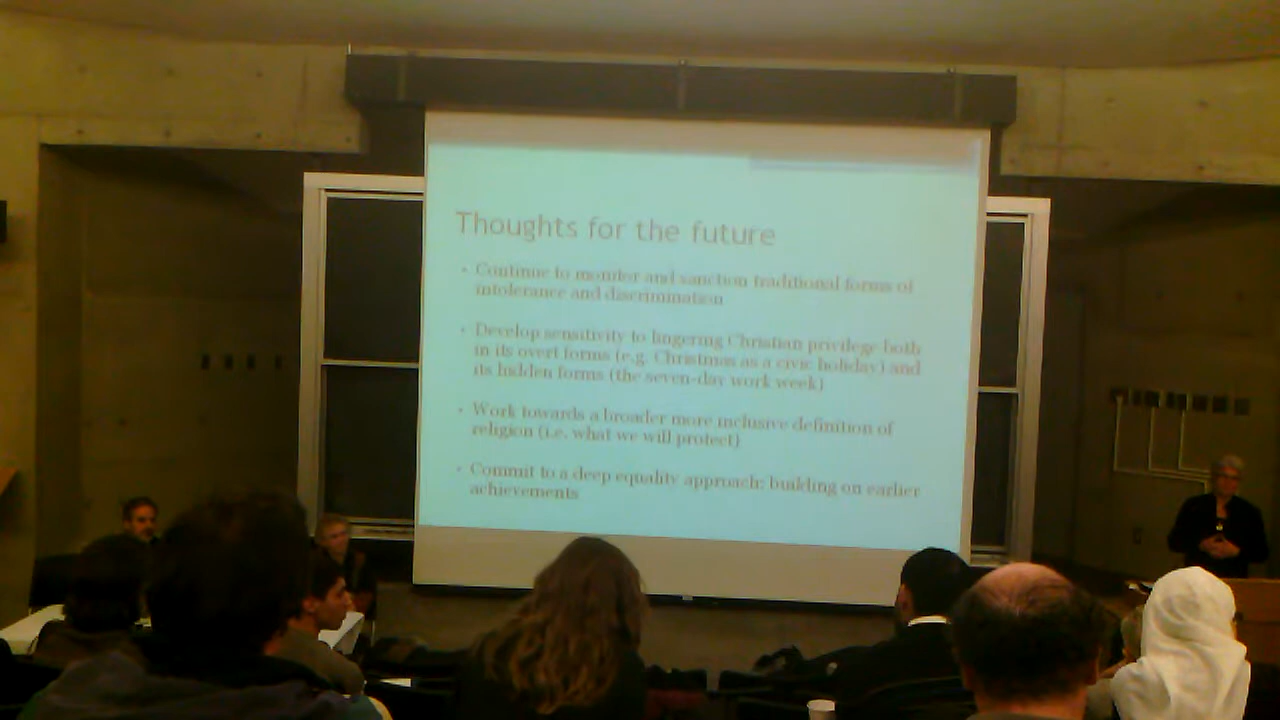 Thoughts for the future
• Continue to monitor and sanction traditional forms of
intolerance and discrimination
• Develop sensitivity to lingering Christian privilege both
in its overt forms (e.g. Christmas as a civic holiday) and
its hidden forms (the seven-day work week)
• Work towards a broader more inclusive definition of
religion (i.e. what we will protect)
• Commit to a deep equality approach: building on earlier
achievements